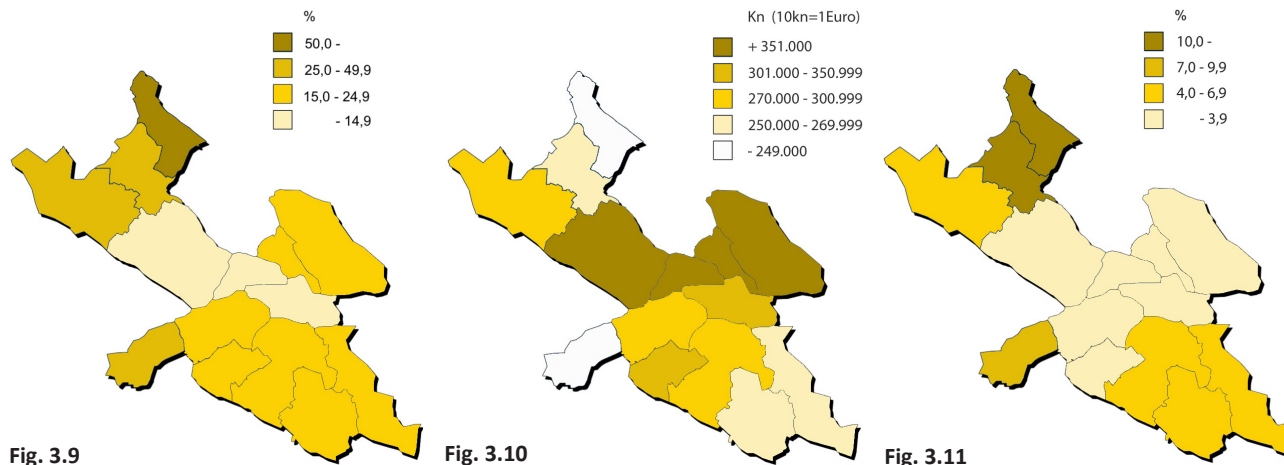 %
50,0 -
25,0 - 49,9
15,0 - 24,9
- 14,9
Fig. 3.9
Kn (10kn=1Euro)
+ 351.000
301.000 - 350.999
270.000 - 300.999
250.000 - 269.999
- 249.000
Fig. 3.10
%
10,0 -
7,0 - 9,9
4,0 - 6,9
- 3,9
Fig. 3.11